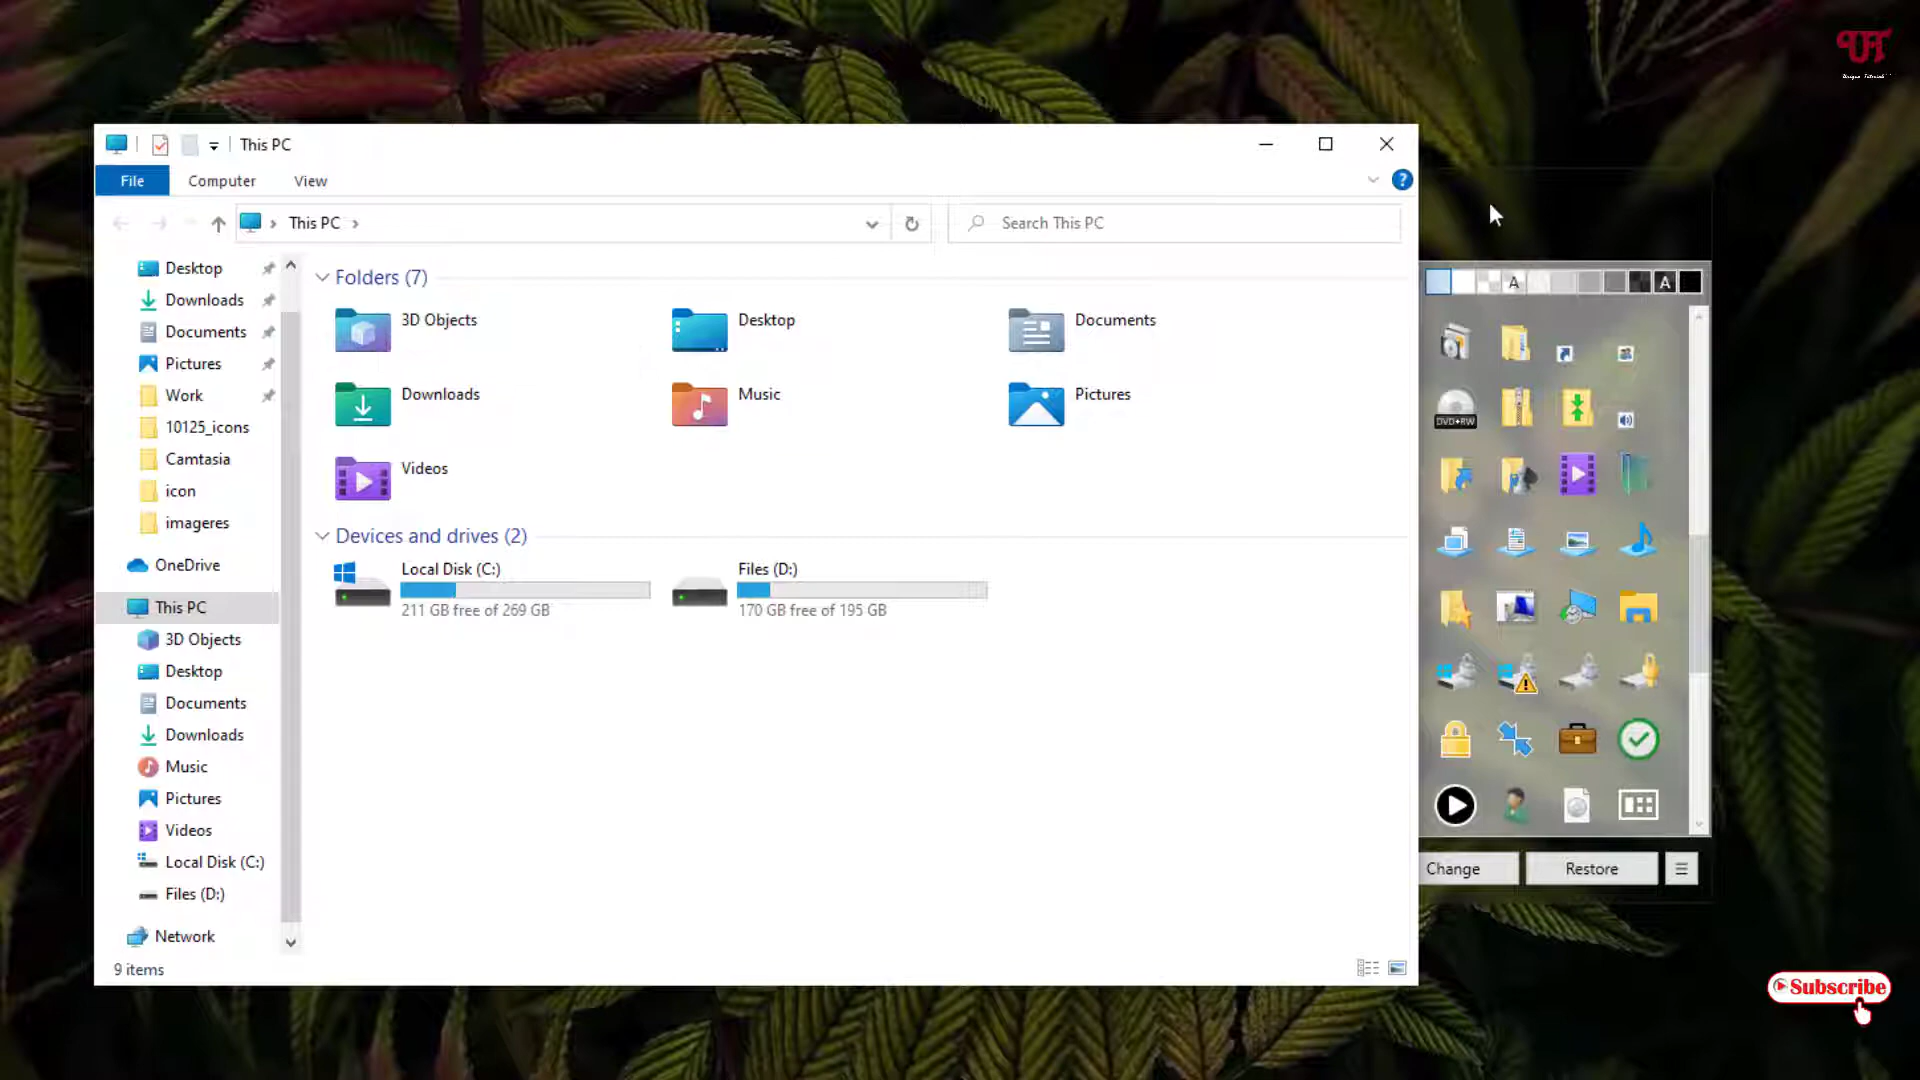 UT
Unique Tutorial
This PC
File
Computer
View
This PC
Search This PC
Desktop
Downloads
Documents
Pictures
Work
10125_icons
Camtasia
icon
imageres
OneDrive
This PC
3D Objects
Desktop
Documents
Downloads
Music
Pictures
Videos
Local Disk (C:)
Files (D:)
Network
Folders (7)
3D Objects
Desktop
Documents
Downloads
Music
Pictures
Videos
Devices and drives (2)
Local Disk (C:)
211 GB free of 269 GB
Files (D:)
170 GB free of 195 GB
9 items
A
A
DVD+RW
Change
Restore
Subscribe